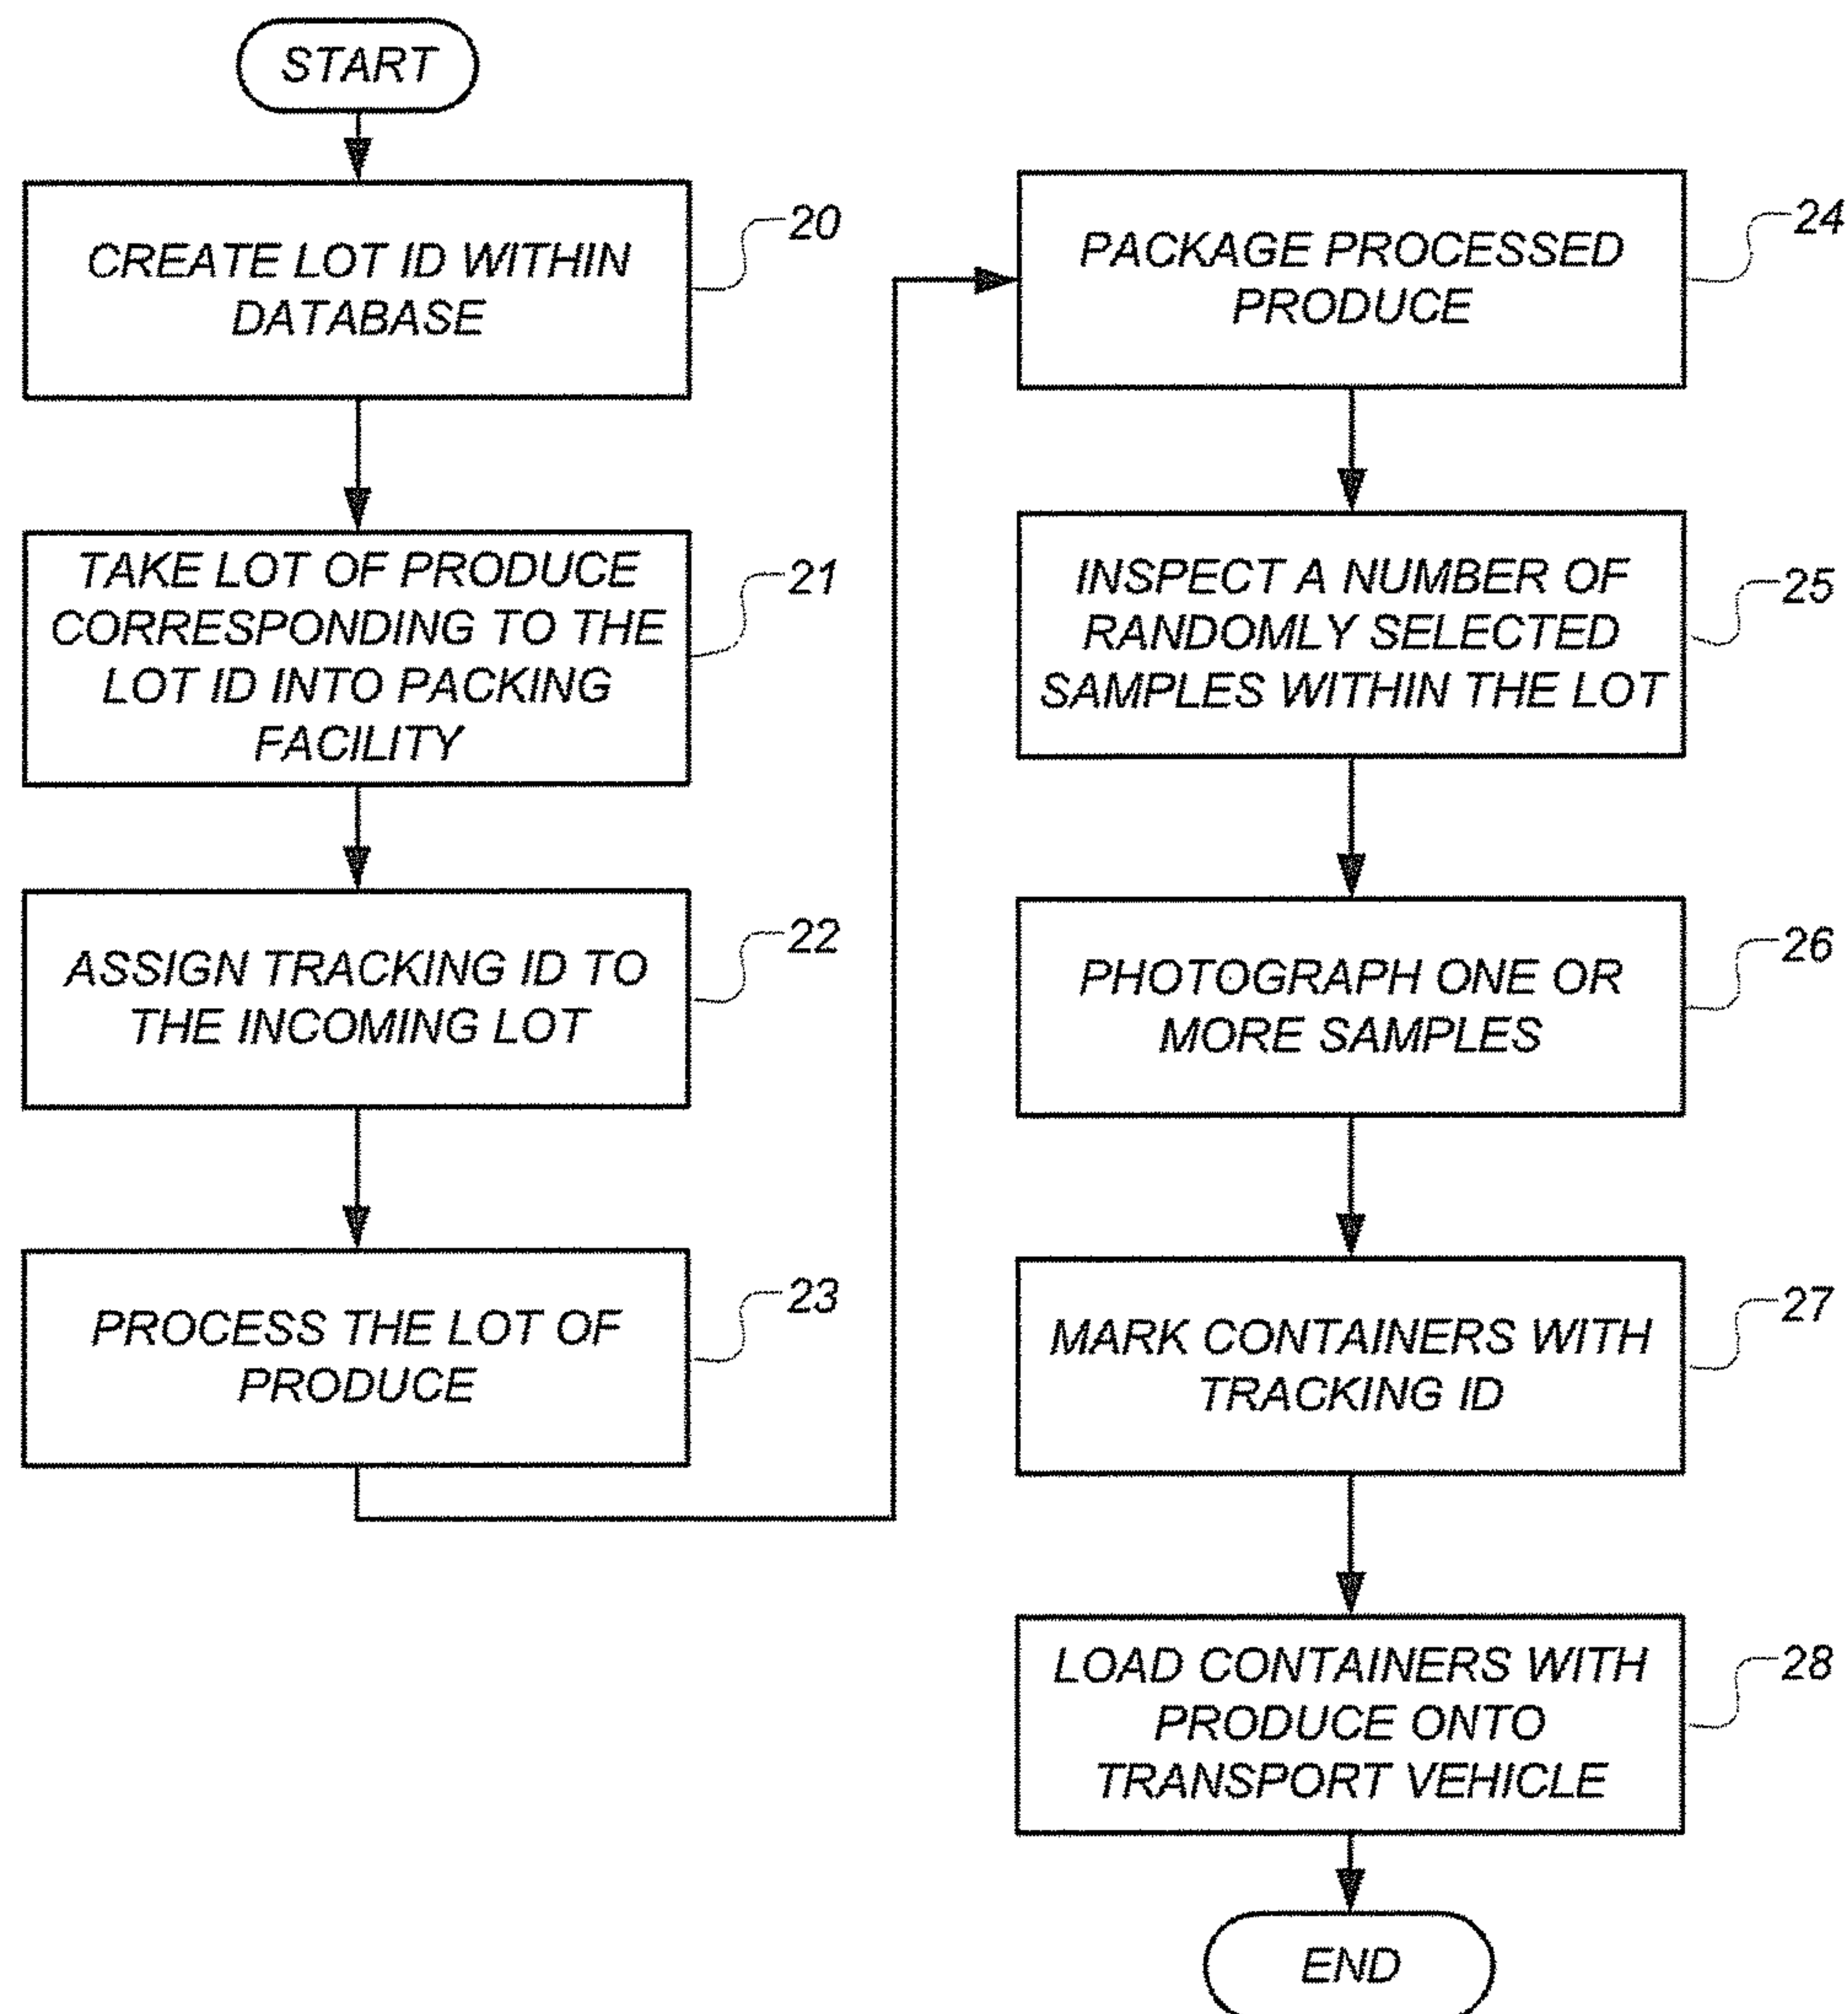 START
CREATE LOT ID WITHIN
DATABASE
20
TAKE LOT OF PRODUCE
CORRESPONDING TO THE
LOT ID INTO PACKING
FACILITY
21
ASSIGN TRACKING ID TO
THE INCOMING LOT
22
PROCESS THE LOT OF
PRODUCE
23
PACKAGE PROCESSED
PRODUCE
24
INSPECT A NUMBER OF
RANDOMLY SELECTED
SAMPLES WITHIN THE LOT
25
PHOTOGRAPH ONE OR
MORE SAMPLES
26
MARK CONTAINERS WITH
TRACKING ID
27
LOAD CONTAINERS WITH
PRODUCE ONTO
TRANSPORT VEHICLE
28
END